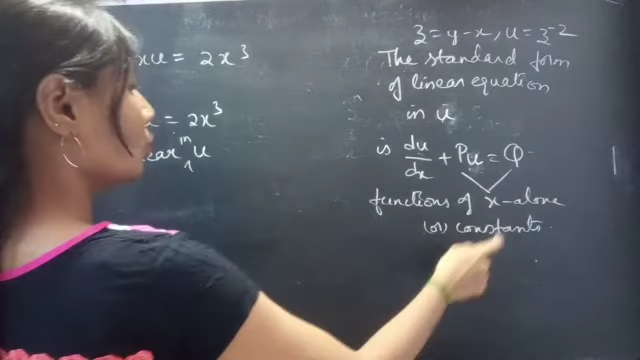 xu = 2x³
= 2x³
ear in u
z = y-x, u = z⁻²
The standard form
of linear equation
in u
is du/dx + Pu = Q
functions of x-alone
(or) constants.